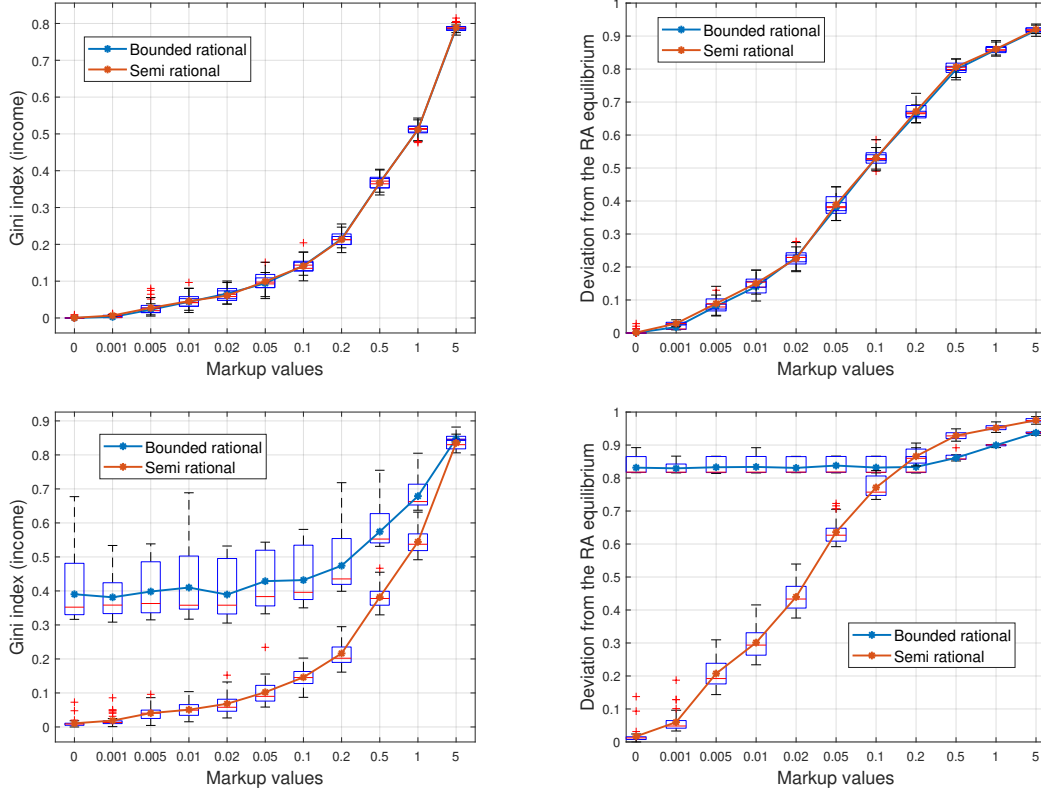 0.8
0.7
0.6
0.5
0.4
0.3
0.2
0.1
0
Gini index (income)
Bounded rational
Semi rational
0 0.001 0.005 0.01 0.02 0.05 0.1 0.2 0.5 1 5
Markup values
1
0.9
0.8
0.7
0.6
0.5
0.4
0.3
0.2
0.1
0
Deviation from the RA equilibrium
Bounded rational
Semi rational
0 0.001 0.005 0.01 0.02 0.05 0.1 0.2 0.5 1 5
Markup values
0.9
0.8
0.7
0.6
0.5
0.4
0.3
0.2
0.1
0
Gini index (income)
Bounded rational
Semi rational
0 0.001 0.005 0.01 0.02 0.05 0.1 0.2 0.5 1 5
Markup values
1
0.9
0.8
0.7
0.6
0.5
0.4
0.3
0.2
0.1
0
Deviation from the RA equilibrium
Bounded rational
Semi rational
0 0.001 0.005 0.01 0.02 0.05 0.1 0.2 0.5 1 5
Markup values